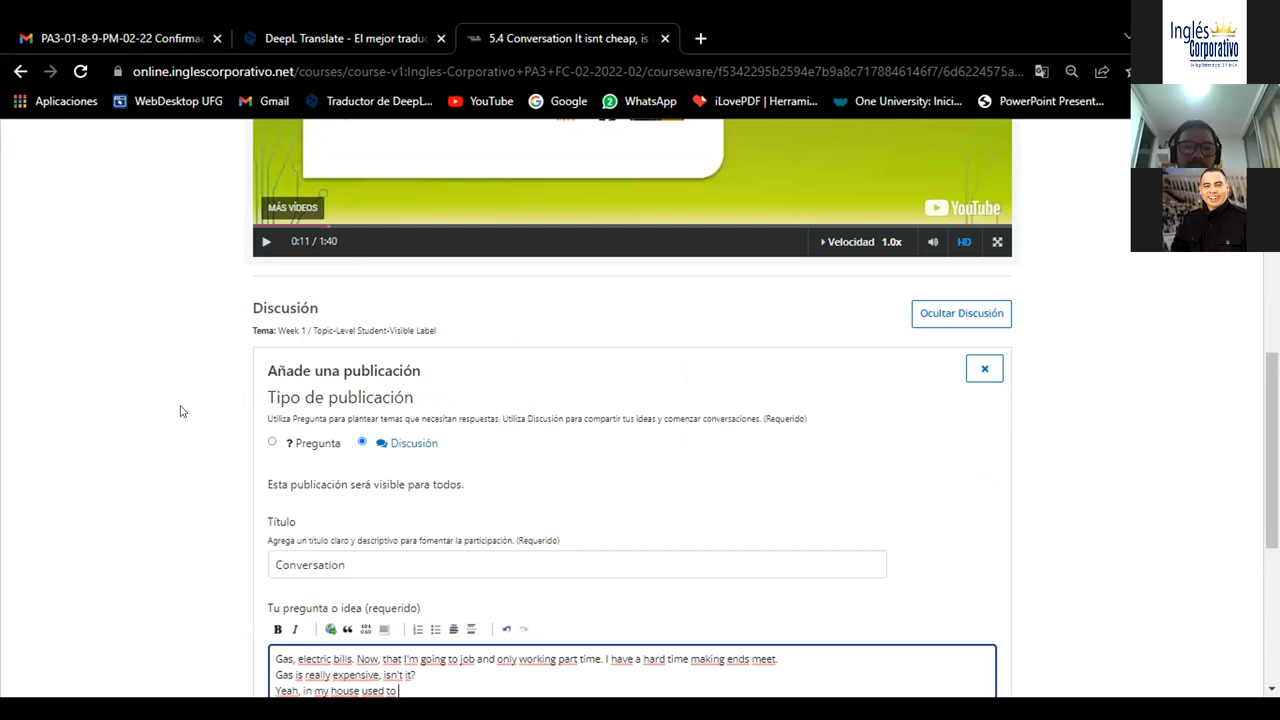 PA3-01-8-9-PM-02-22 Confirma
DeepL Translate - El mejor tradu
5.4 Conversation It isnt cheap, is
online.inglescorporativo.net/courses/course-v1:Ingles-Corporativo+PA3+FC-02-2022-02/courseware/f5342295b2594e7b9a8c7178846146f7/6d6224575a...
Aplicaciones WebDesktop UFG Gmail Traductor de DeepL... YouTube Google WhatsApp iLovePDF | Herrami... One University: Inici... PowerPoint Present...
Inglés
Corporativo
MÁS VÍDEOS
YouTube
0:11 / 1:40
Velocidad 1.0x
HD
Discusión
Ocultar Discusión
Tema: Week 1 / Topic-Level Student-Visible Label
Añade una publicación
Tipo de publicación
Utiliza Pregunta para plantear temas que necesitan respuestas. Utiliza Discusión para compartir tus ideas y comenzar conversaciones. (Requerido)
? Pregunta Discusión
Esta publicación será visible para todos.
Título
Agrega un título claro y descriptivo para fomentar la participación. (Requerido)
Conversation
Tu pregunta o idea (requerido)
B I
Gas, electric bills. Now, that I'm going to job and only working part time. I have a hard time making ends meet.
Gas is really expensive, isn't it?
Yeah, in my house used to